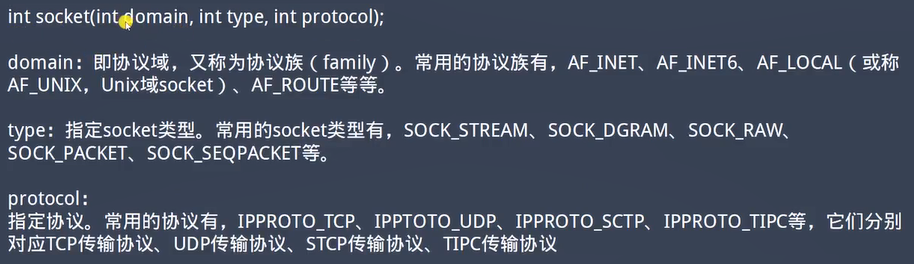 int socket(int domain, int type, int protocol);
domain：即协议域，又称为协议族（family）。常用的协议族有，AF_INET、AF_INET6、AF_LOCAL（或称
AF_UNIX，Unix域socket）、AF_ROUTE等等。
type：指定socket类型。常用的socket类型有，SOCK_STREAM、SOCK_DGRAM、SOCK_RAW、
SOCK_PACKET、SOCK_SEQPACKET等。
protocol：
指定协议。常用的协议有，IPPROTO_TCP、IPPTOTO_UDP、IPPROTO_SCTP、IPPROTO_TIPC等，它们分别
对应TCP传输协议、UDP传输协议、STCP传输协议、TIPC传输协议